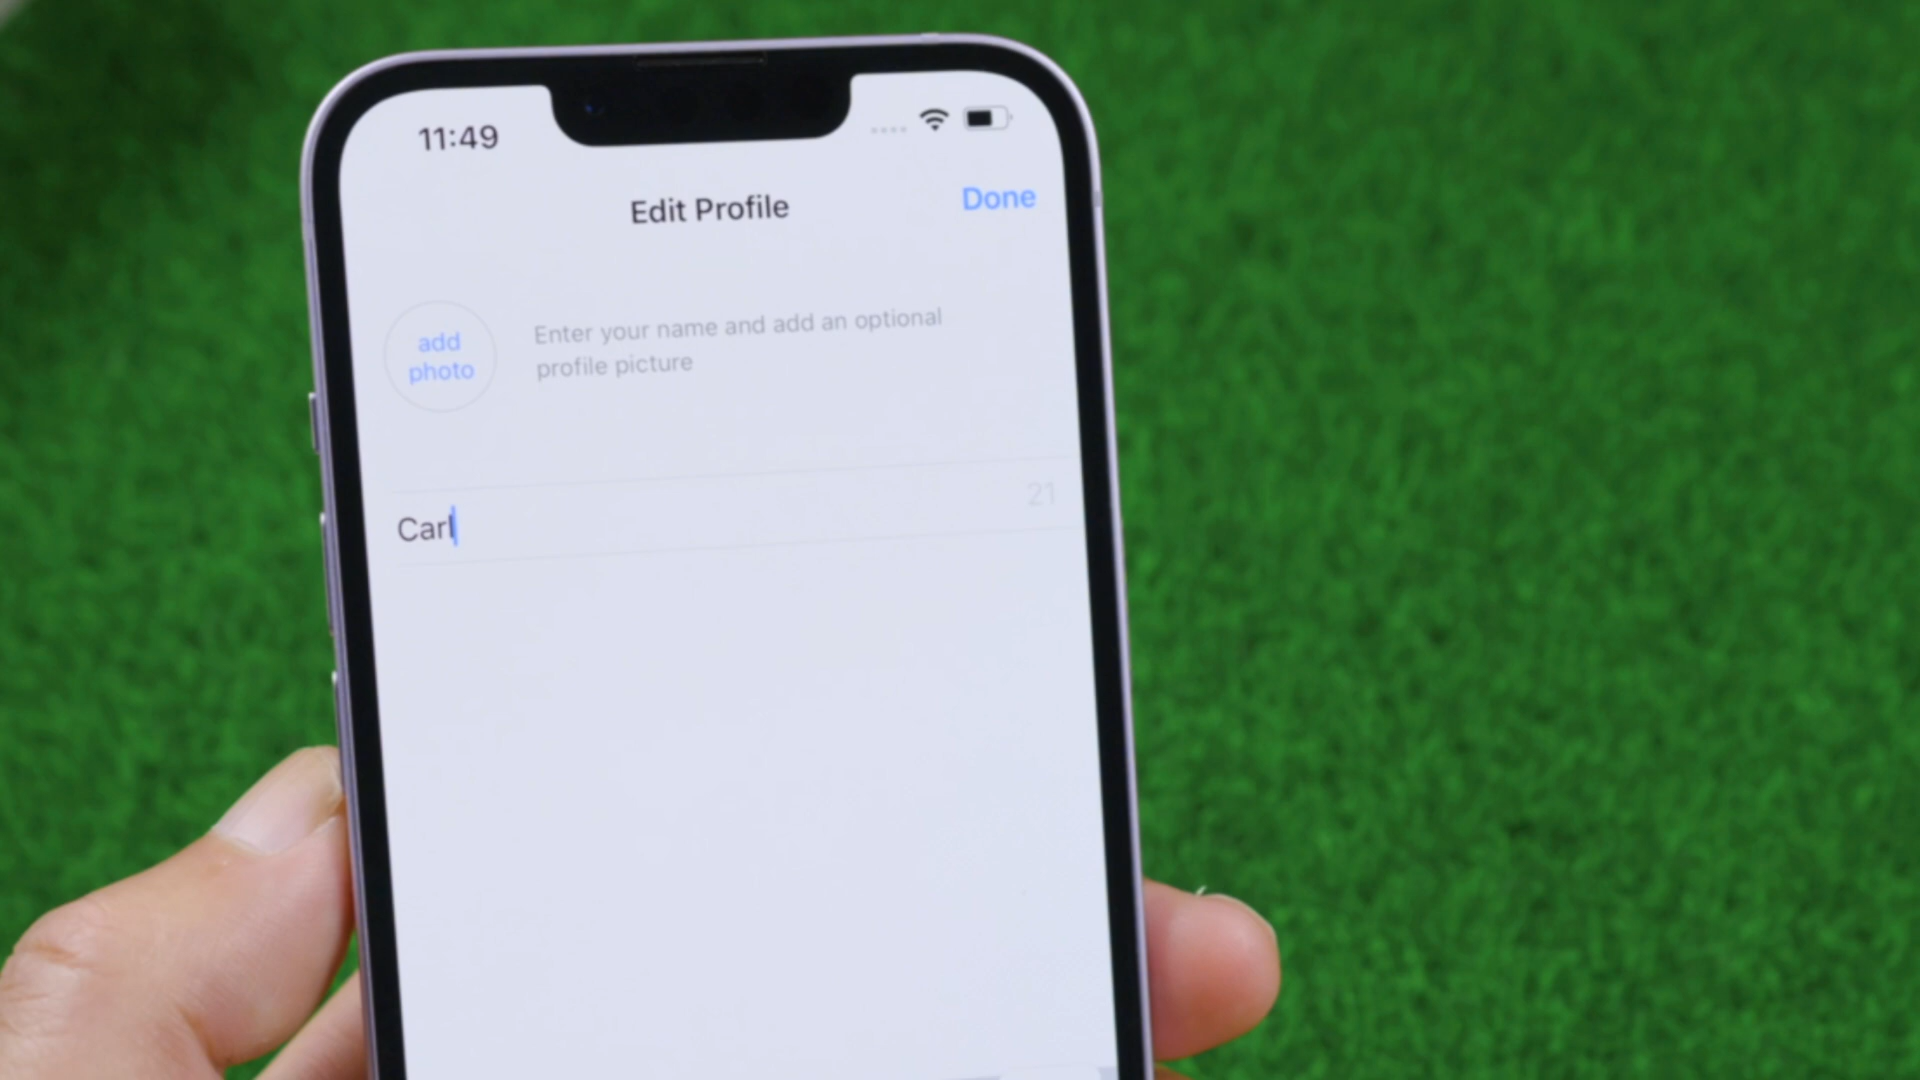 11:49
Edit Profile
Done
add
photo
Enter your name and add an optional
profile picture
Carl
21